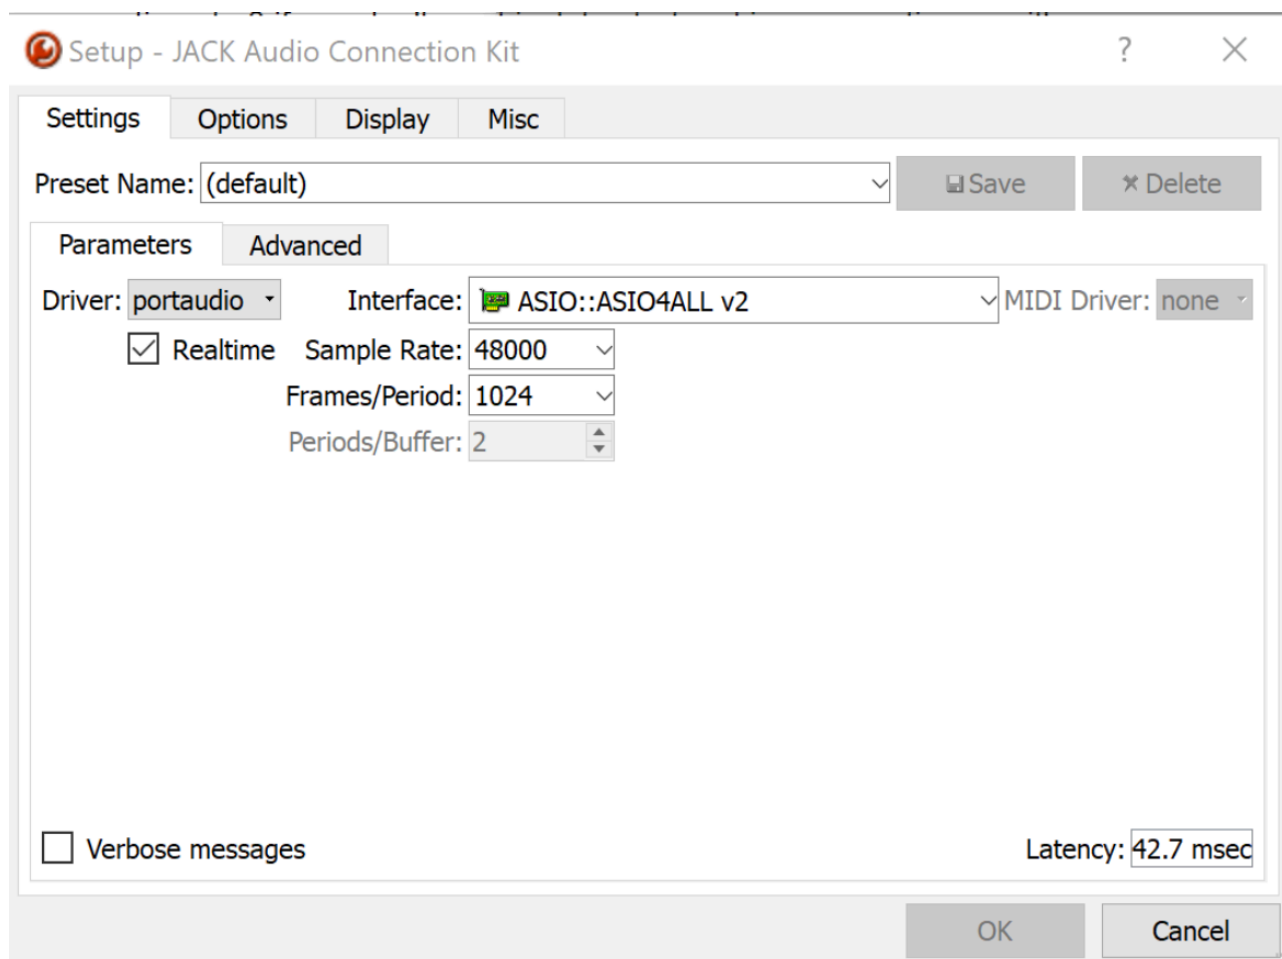 Setup - JACK Audio Connection Kit ?
Settings Options Display Misc
Preset Name: (default) Save Delete
Parameters Advanced
Driver: portaudio Interface: ASIO::ASIO4ALL v2 MIDI Driver: none
Realtime Sample Rate: 48000
Frames/Period: 1024
Periods/Buffer: 2
Verbose messages Latency: 42.7 msec
OK Cancel